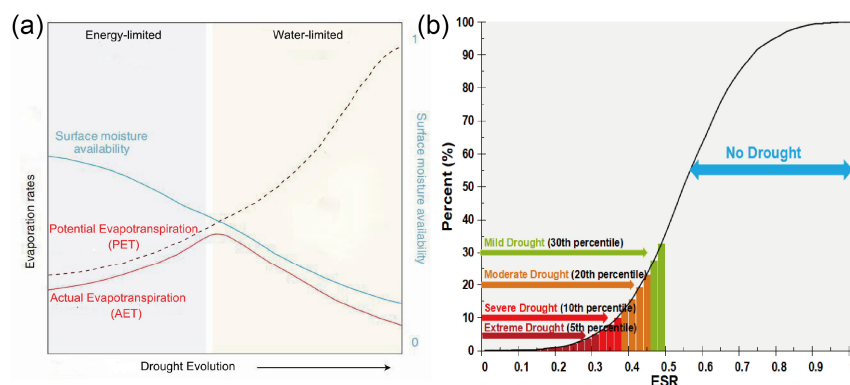 (a)
Energy-limited
Water-limited
1
Surface moisture
availability
Potential Evapotranspiration
(PET)
Actual Evapotranspiration
(AET)
Evaporation rates
Surface moisture availability
0
Drought Evolution
(b)
100
90
80
70
60
50
40
30
20
10
0
Percent (%)
No Drought
Mild Drought (30th percentile)
Moderate Drought (20th percentile)
Severe Drought (10th percentile)
Extreme Drought (5th percentile)
0 0.1 0.2 0.3 0.4 0.5 0.6 0.7 0.8 0.9
ESR